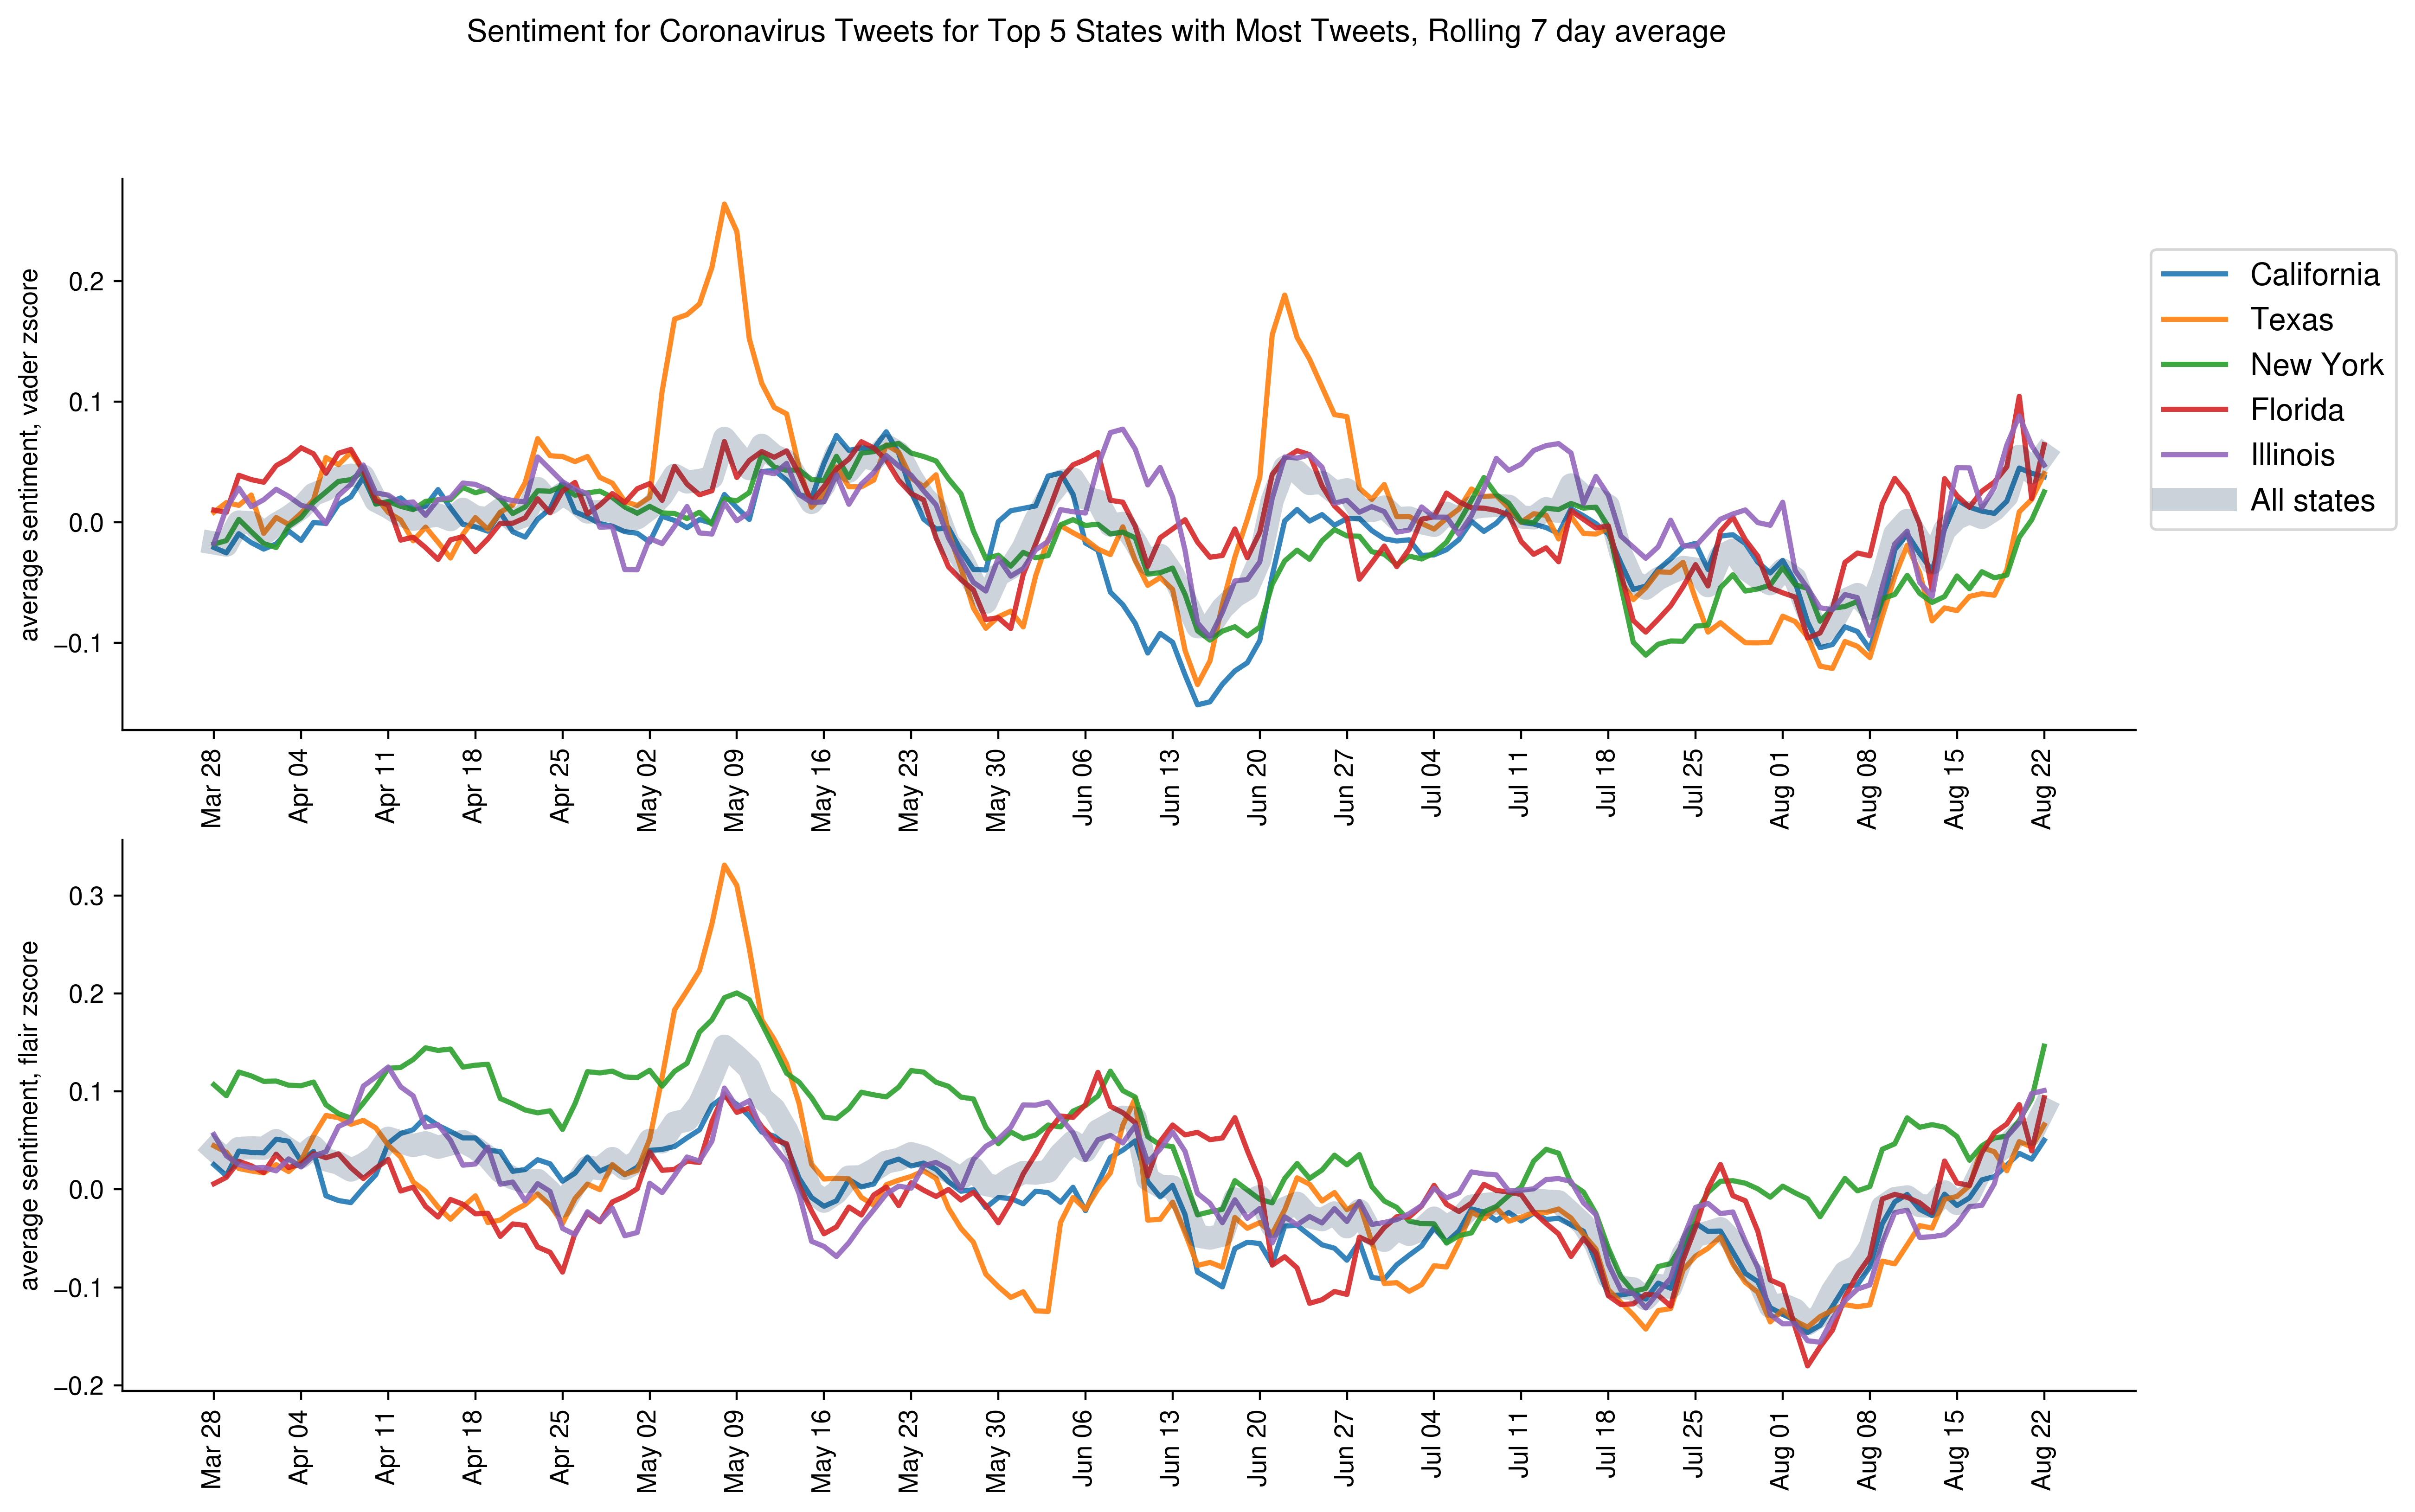 Sentiment for Coronavirus Tweets for Top 5 States with Most Tweets, Rolling 7 day average
average sentiment, vader zscore
0.2
0.1
0.0
−0.1
Mar 28
Apr 04
Apr 11
Apr 18
Apr 25
May 02
May 09
May 16
May 23
May 30
Jun 06
Jun 13
Jun 20
Jun 27
Jul 04
Jul 11
Jul 18
Jul 25
Aug 01
Aug 08
Aug 15
Aug 22
California
Texas
New York
Florida
Illinois
All states
average sentiment, flair zscore
0.3
0.2
0.1
0.0
−0.1
−0.2
Mar 28
Apr 04
Apr 11
Apr 18
Apr 25
May 02
May 09
May 16
May 23
May 30
Jun 06
Jun 13
Jun 20
Jun 27
Jul 04
Jul 11
Jul 18
Jul 25
Aug 01
Aug 08
Aug 15
Aug 22